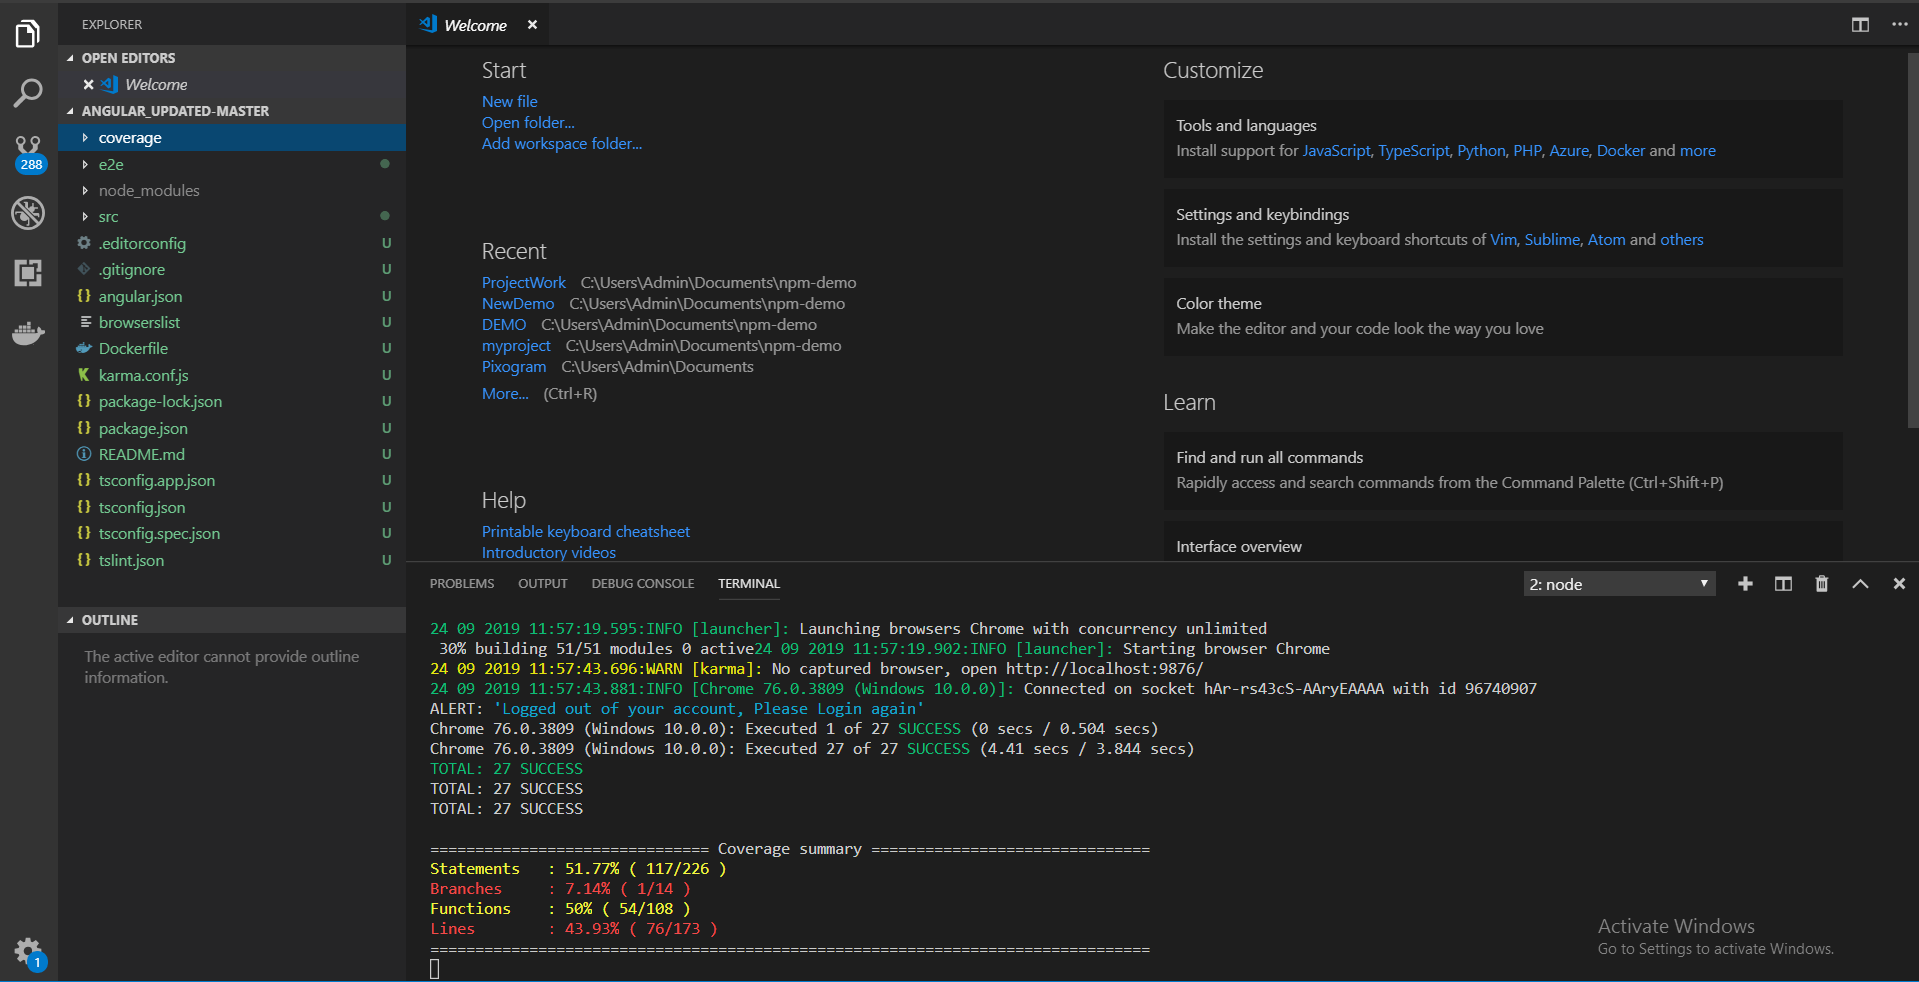 EXPLORER
OPEN EDITORS
Welcome
ANGULAR_UPDATED-MASTER
coverage
e2e
node_modules
src
.editorconfig U
.gitignore U
angular.json U
browserslist U
Dockerfile U
karma.conf.js U
package-lock.json U
package.json U
README.md U
tsconfig.app.json U
tsconfig.json U
tsconfig.spec.json U
tslint.json U
OUTLINE
The active editor cannot provide outline
information.
288
1
Welcome
Start
New file
Open folder...
Add workspace folder...
Recent
ProjectWork C:\Users\Admin\Documents\npm-demo
NewDemo C:\Users\Admin\Documents\npm-demo
DEMO C:\Users\Admin\Documents\npm-demo
myproject C:\Users\Admin\Documents\npm-demo
Pixogram C:\Users\Admin\Documents
More... (Ctrl+R)
Help
Printable keyboard cheatsheet
Introductory videos
Customize
Tools and languages
Install support for JavaScript, TypeScript, Python, PHP, Azure, Docker and more
Settings and keybindings
Install the settings and keyboard shortcuts of Vim, Sublime, Atom and others
Color theme
Make the editor and your code look the way you love
Learn
Find and run all commands
Rapidly access and search commands from the Command Palette (Ctrl+Shift+P)
Interface overview
PROBLEMS OUTPUT DEBUG CONSOLE TERMINAL
2: node
24 09 2019 11:57:19.595:INFO [launcher]: Launching browsers Chrome with concurrency unlimited
30% building 51/51 modules 0 active24 09 2019 11:57:19.902:INFO [launcher]: Starting browser Chrome
24 09 2019 11:57:43.696:WARN [karma]: No captured browser, open http://localhost:9876/
24 09 2019 11:57:43.881:INFO [Chrome 76.0.3809 (Windows 10.0.0)]: Connected on socket hAr-rs43cS-AAryEAAAA with id 96740907
ALERT: 'Logged out of your account, Please Login again'
Chrome 76.0.3809 (Windows 10.0.0): Executed 1 of 27 SUCCESS (0 secs / 0.504 secs)
Chrome 76.0.3809 (Windows 10.0.0): Executed 27 of 27 SUCCESS (4.41 secs / 3.844 secs)
TOTAL: 27 SUCCESS
TOTAL: 27 SUCCESS
TOTAL: 27 SUCCESS
=============================== Coverage summary ===============================
Statements : 51.77% ( 117/226 )
Branches : 7.14% ( 1/14 )
Functions : 50% ( 54/108 )
Lines : 43.93% ( 76/173 )
================================================================================
Activate Windows
Go to Settings to activate Windows.